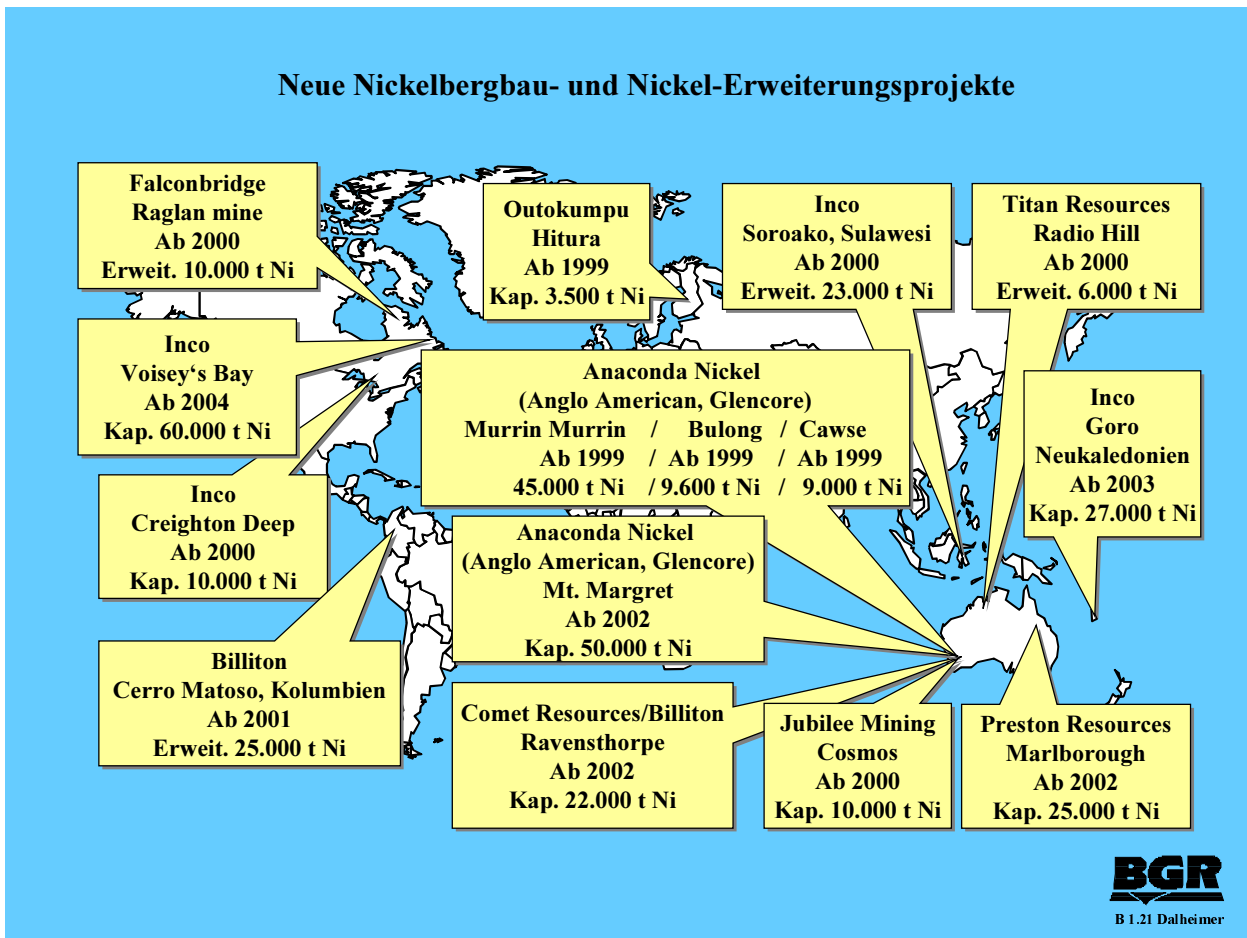 Neue Nickelbergbau- und Nickel-Erweiterungsprojekte
Falconbridge
Raglan mine
Ab 2000
Erweit. 10.000 t Ni
Outokumpu
Hitura
Ab 1999
Kap. 3.500 t Ni
Inco
Soroako, Sulawesi
Ab 2000
Erweit. 23.000 t Ni
Titan Resources
Radio Hill
Ab 2000
Erweit. 6.000 t Ni
Inco
Voisey‘s Bay
Ab 2004
Kap. 60.000 t Ni
Anaconda Nickel
(Anglo American, Glencore)
Murrin Murrin / Bulong / Cawse
Ab 1999 / Ab 1999 / Ab 1999
45.000 t Ni / 9.600 t Ni / 9.000 t Ni
Inco
Goro
Neukaledonien
Ab 2003
Kap. 27.000 t Ni
Inco
Creighton Deep
Ab 2000
Kap. 10.000 t Ni
Anaconda Nickel
(Anglo American, Glencore)
Mt. Margret
Ab 2002
Kap. 50.000 t Ni
Billiton
Cerro Matoso, Kolumbien
Ab 2001
Erweit. 25.000 t Ni
Comet Resources/Billiton
Ravensthorpe
Ab 2002
Kap. 22.000 t Ni
Jubilee Mining
Cosmos
Ab 2000
Kap. 10.000 t Ni
Preston Resources
Marlborough
Ab 2002
Kap. 25.000 t Ni
BGR
B 1.21 Dalheimer